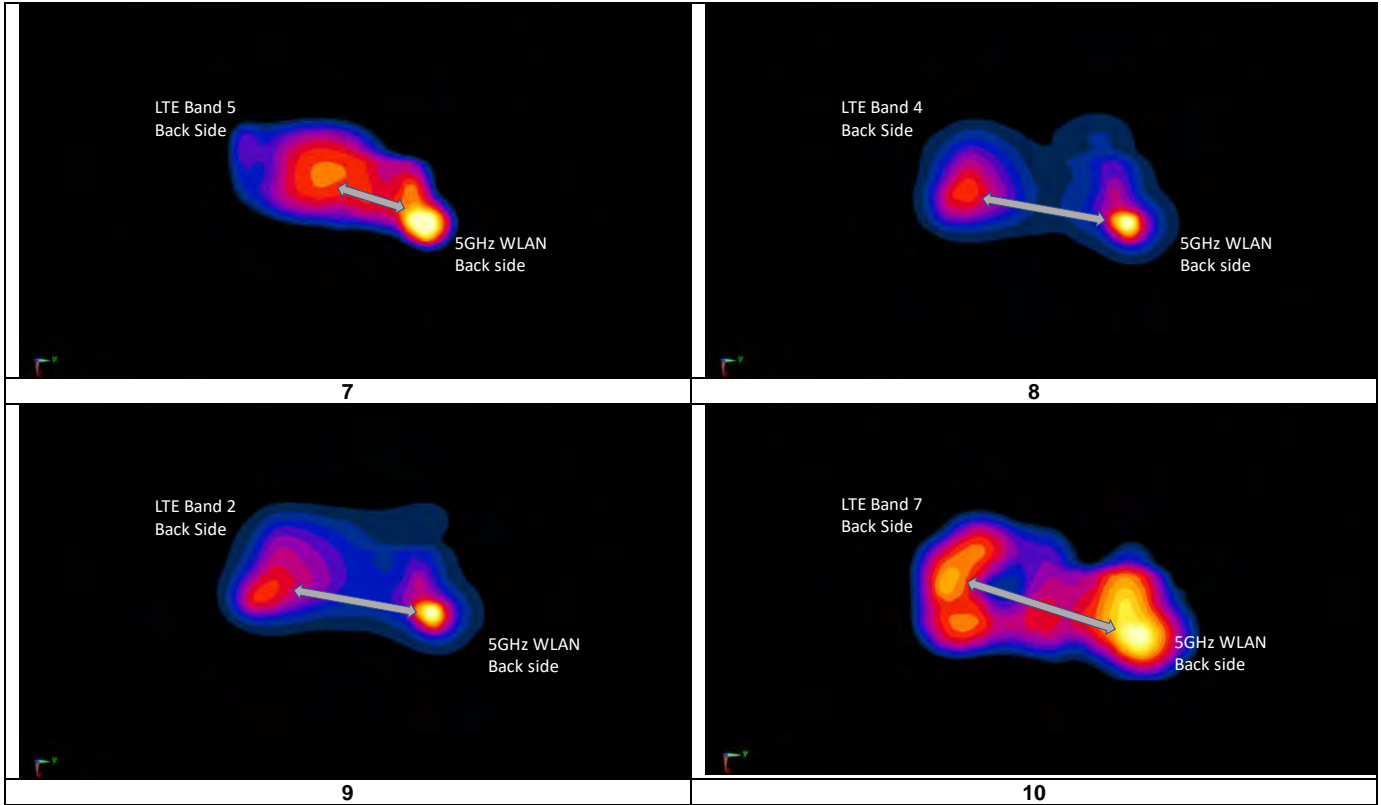 LTE Band 5
Back Side
5GHz WLAN
Back side
y
7
LTE Band 4
Back Side
5GHz WLAN
Back side
y
8
LTE Band 2
Back Side
5GHz WLAN
Back side
y
9
LTE Band 7
Back Side
5GHz WLAN
Back side
y
10